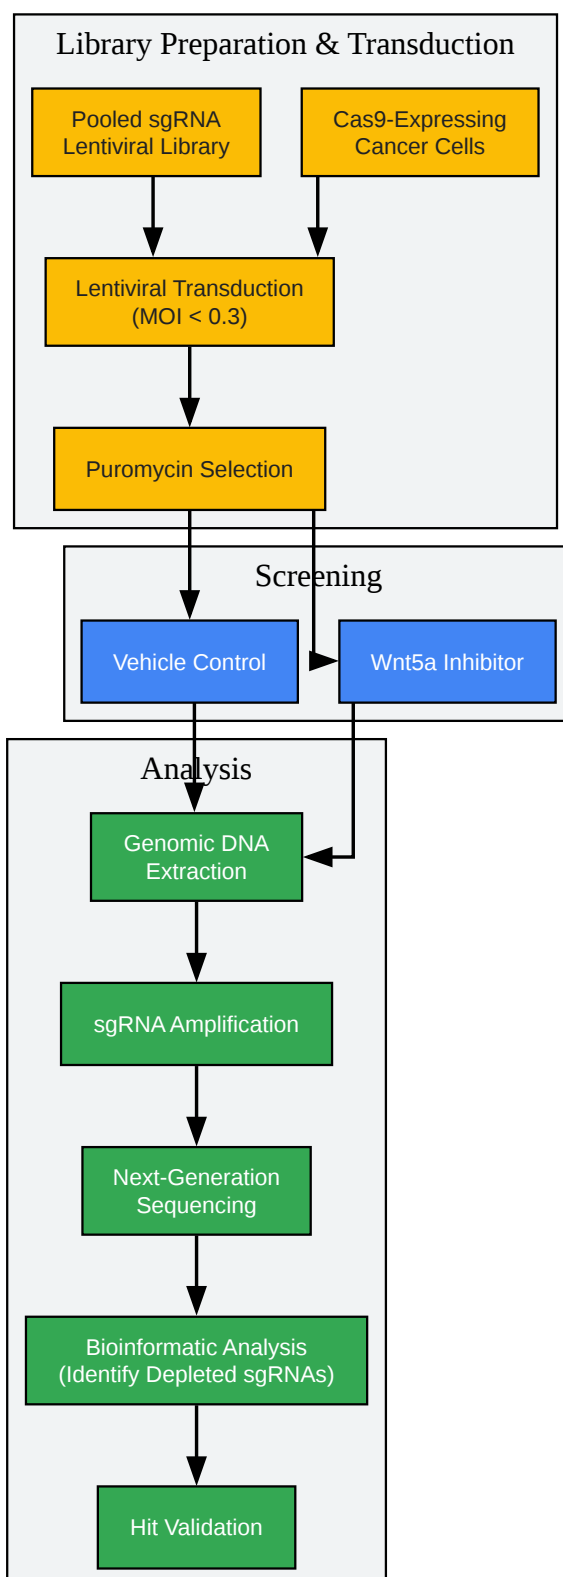 Library Preparation & Transduction
Pooled sgRNA
Lentiviral Library
Cas9-Expressing
Cancer Cells
Lentiviral Transduction
(MOI < 0.3)
Puromycin Selection
Screening
Vehicle Control
Wnt5a Inhibitor
Analysis
Genomic DNA
Extraction
sgRNA Amplification
Next-Generation
Sequencing
Bioinformatic Analysis
(Identify Depleted sgRNAs)
Hit Validation